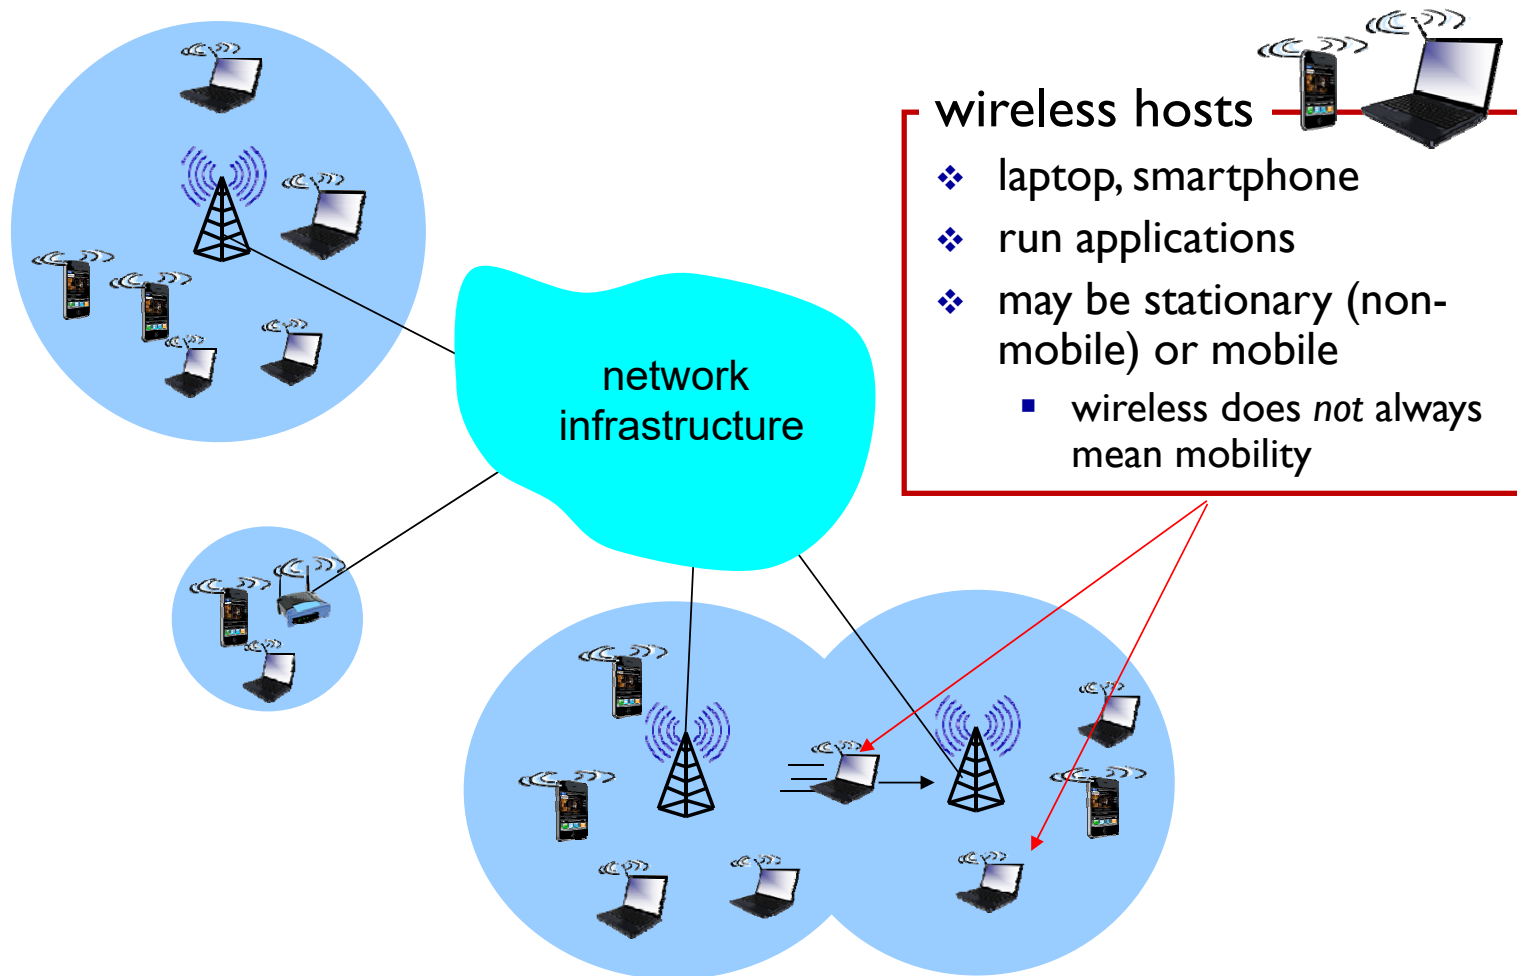 wireless hosts
❖ laptop, smartphone
❖ run applications
❖ may be stationary (non-
mobile) or mobile
▪ wireless does not always
mean mobility
network
infrastructure